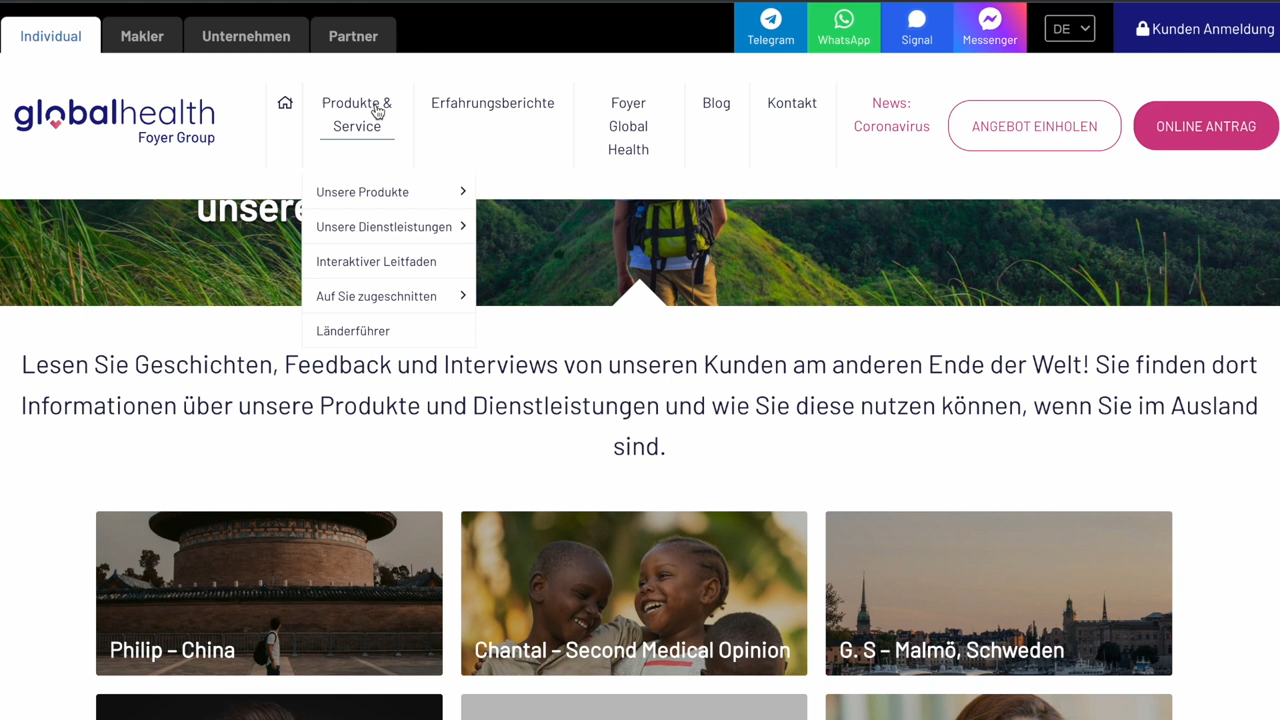 Individual
Makler
Unternehmen
Partner
Telegram
WhatsApp
Signal
Messenger
DE
Kunden Anmeldung
globalhealth
Foyer Group
Produkte &
Service
Erfahrungsberichte
Foyer
Global
Health
Blog
Kontakt
News:
Coronavirus
ANGEBOT EINHOLEN
ONLINE ANTRAG
unsere
Unsere Produkte
Unsere Dienstleistungen
Interaktiver Leitfaden
Auf Sie zugeschnitten
Länderführer
Lesen Sie Geschichten, Feedback und Interviews von unseren Kunden am anderen Ende der Welt! Sie finden dort
Informationen über unsere Produkte und Dienstleistungen und wie Sie diese nutzen können, wenn Sie im Ausland
sind.
Philip – China
Chantal – Second Medical Opinion
G. S – Malmö, Schweden